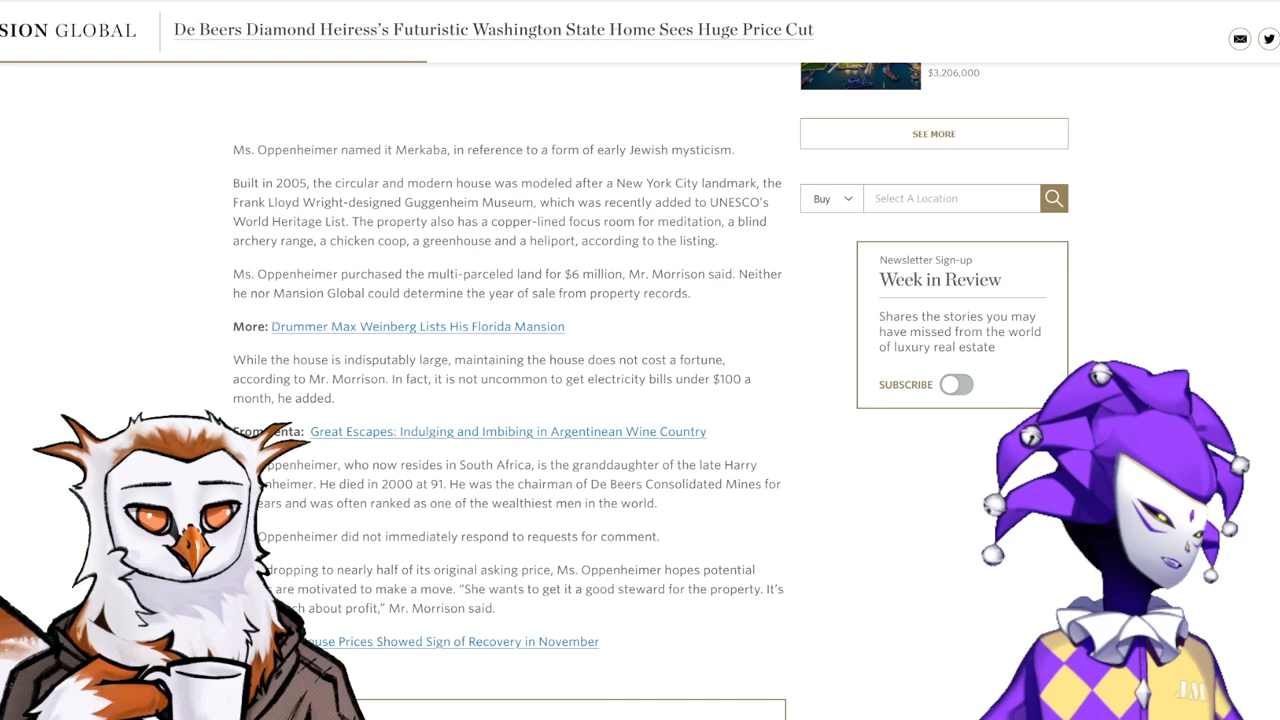 SION GLOBAL
De Beers Diamond Heiress's Futuristic Washington State Home Sees Huge Price Cut
$3,206,000
SEE MORE
Buy
Select A Location
Newsletter Sign-up
Week in Review
Shares the stories you may
have missed from the world
of luxury real estate
SUBSCRIBE
Ms. Oppenheimer named it Merkaba, in reference to a form of early Jewish mysticism.
Built in 2005, the circular and modern house was modeled after a New York City landmark, the
Frank Lloyd Wright-designed Guggenheim Museum, which was recently added to UNESCO's
World Heritage List. The property also has a copper-lined focus room for meditation, a blind
archery range, a chicken coop, a greenhouse and a heliport, according to the listing.
Ms. Oppenheimer purchased the multi-parceled land for $6 million, Mr. Morrison said. Neither
he nor Mansion Global could determine the year of sale from property records.
More: Drummer Max Weinberg Lists His Florida Mansion
While the house is indisputably large, maintaining the house does not cost a fortune,
according to Mr. Morrison. In fact, it is not uncommon to get electricity bills under $100 a
month, he added.
From enta: Great Escapes: Indulging and Imbibing in Argentinean Wine Country
ppenheimer, who now resides in South Africa, is the granddaughter of the late Harry
nheimer. He died in 2000 at 91. He was the chairman of De Beers Consolidated Mines for
ears and was often ranked as one of the wealthiest men in the world.
Oppenheimer did not immediately respond to requests for comment.
dropping to nearly half of its original asking price, Ms. Oppenheimer hopes potential
are motivated to make a move. "She wants to get it a good steward for the property. It's
ch about profit," Mr. Morrison said.
use Prices Showed Sign of Recovery in November
JM